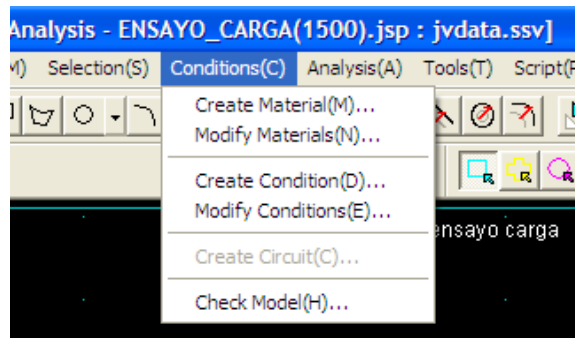 Analysis - ENSAYO_CARGA(1500).jsp : jvdata.ssv]
M) Selection(S) Conditions(C) Analysis(A) Tools(T) Script(P
Create Material(M)...
Modify Materials(N)...
Create Condition(D)...
Modify Conditions(E)...
ensayo carga
Create Circuit(C)...
Check Model(H)...